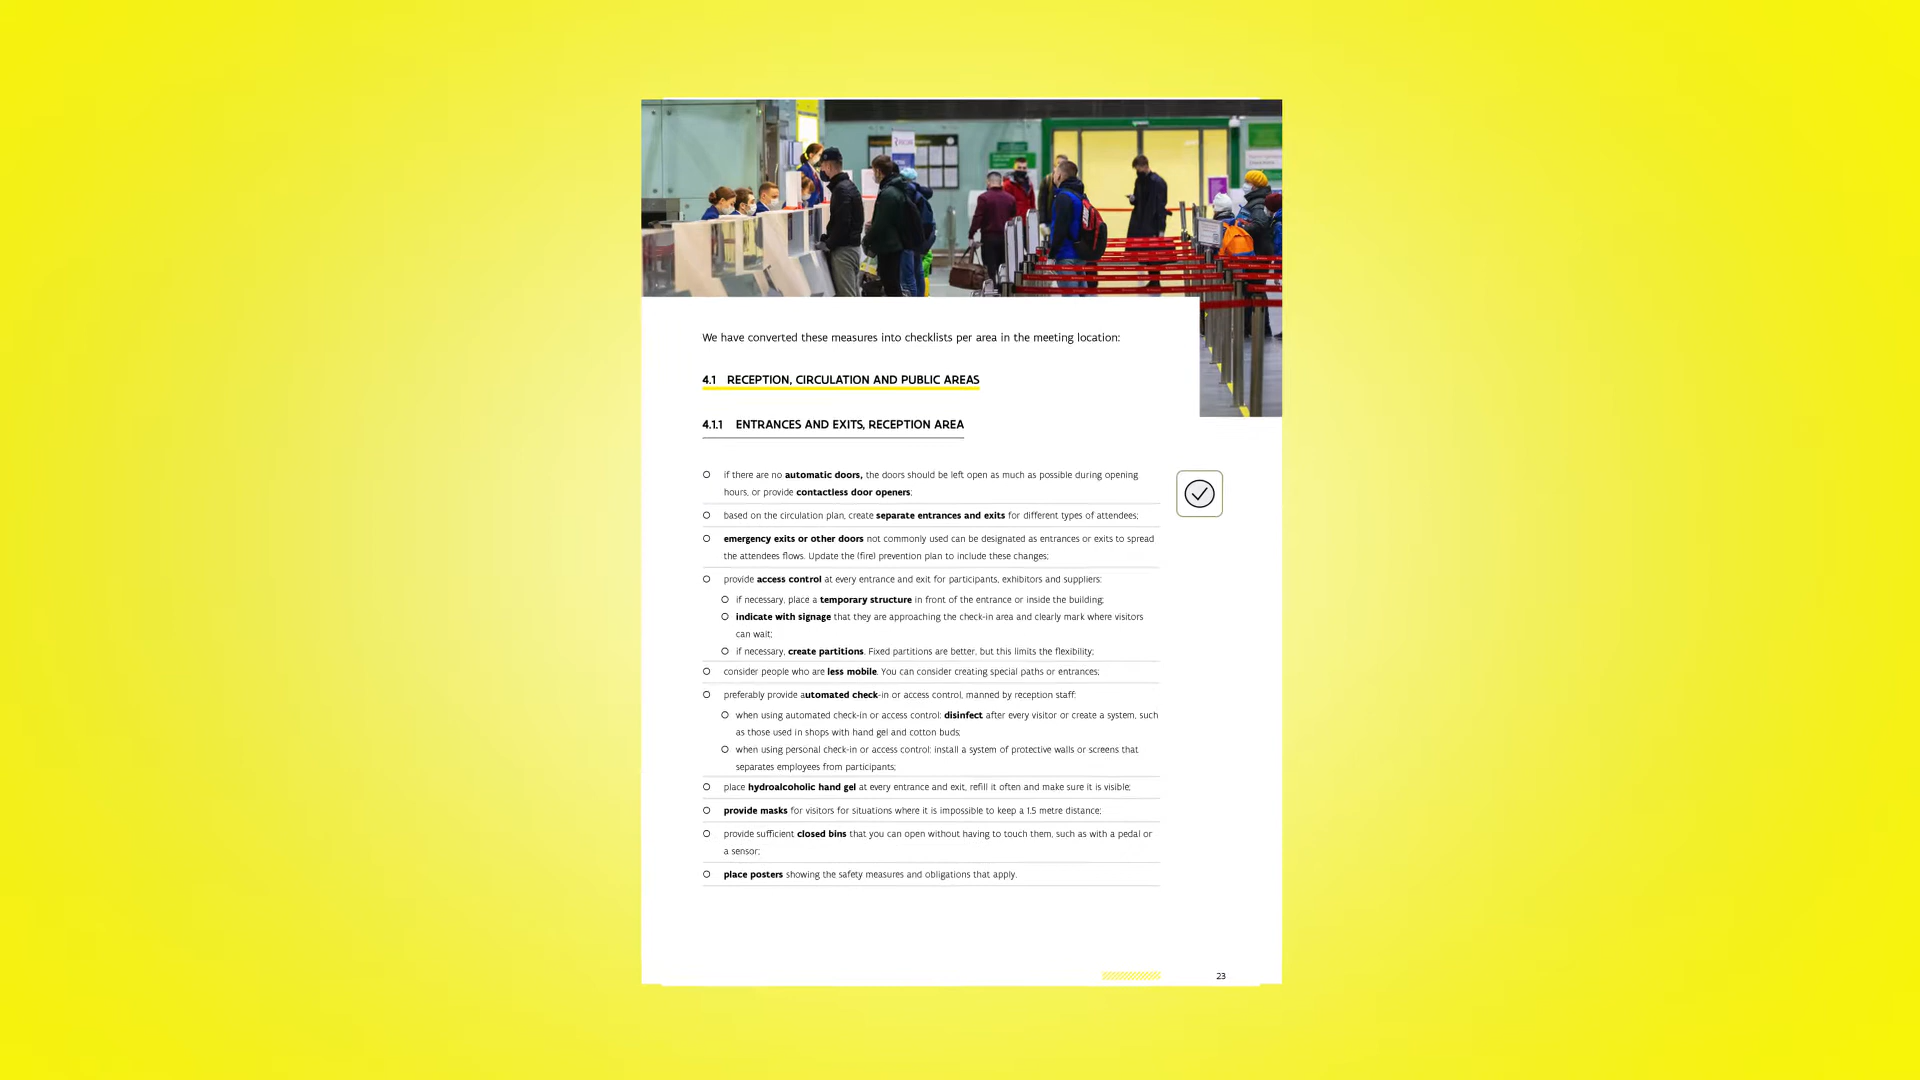 We have converted these measures into checklists per area in the meeting location:
4.1 RECEPTION, CIRCULATION AND PUBLIC AREAS
4.1.1 ENTRANCES AND EXITS, RECEPTION AREA
if there are no automatic doors, the doors should be left open as much as possible during opening
hours, or provide contactless door openers;
based on the circulation plan, create separate entrances and exits for different types of attendees;
emergency exits or other doors not commonly used can be designated as entrances or exits to spread
the attendees flows. Update the (fire) prevention plan to include these changes;
provide access control at every entrance and exit for participants, exhibitors and suppliers:
if necessary, place a temporary structure in front of the entrance or inside the building;
indicate with signage that they are approaching the check-in area and clearly mark where visitors
can wait;
if necessary, create partitions. Fixed partitions are better, but this limits the flexibility;
consider people who are less mobile. You can consider creating special paths or entrances;
preferably provide automated check-in or access control, manned by reception staff;
when using automated check-in or access control: disinfect after every visitor or create a system, such
as those used in shops with hand gel and cotton buds;
when using personal check-in or access control: install a system of protective walls or screens that
separates employees from participants;
place hydroalcoholic hand gel at every entrance and exit, refill it often and make sure it is visible;
provide masks for visitors for situations where it is impossible to keep a 1.5 metre distance;
provide sufficient closed bins that you can open without having to touch them, such as with a pedal or
a sensor;
place posters showing the safety measures and obligations that apply.
23